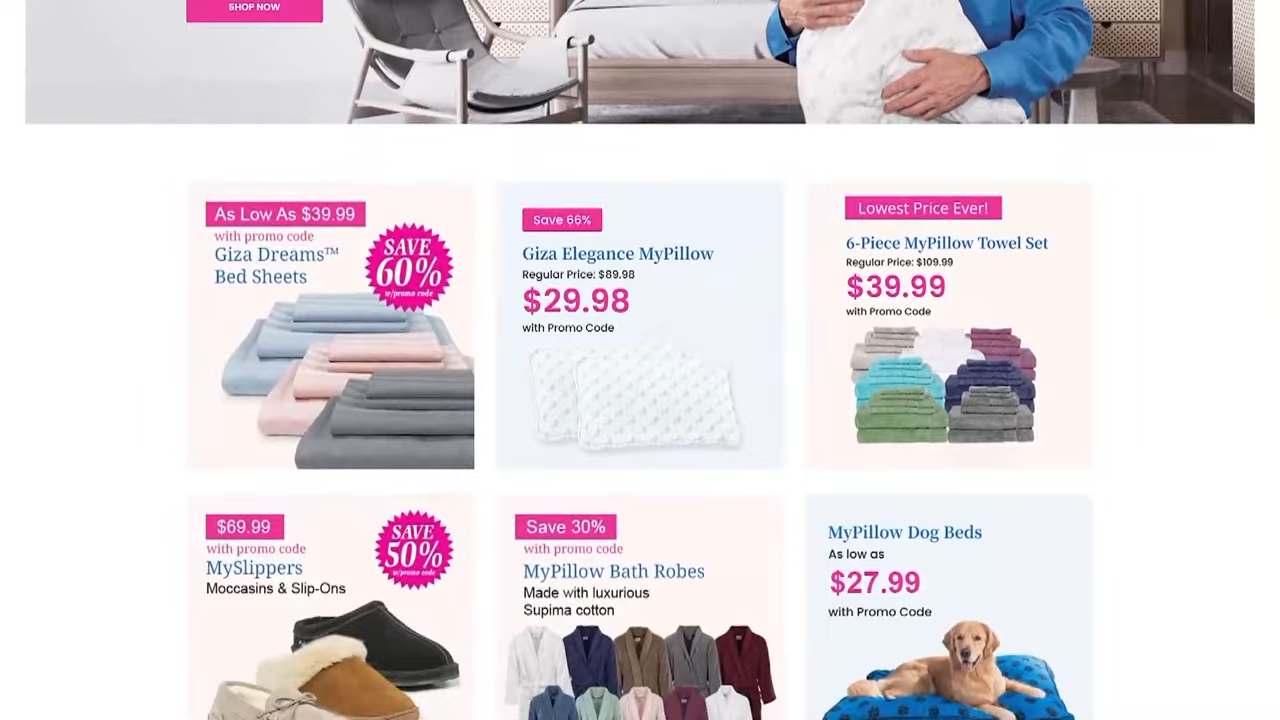 SHOP NOW
As Low As $39.99
with promo code
Giza Dreams™
Bed Sheets
SAVE
60%
w/promo code
Save 66%
Giza Elegance MyPillow
Regular Price: $89.98
$29.98
with Promo Code
Lowest Price Ever!
6-Piece MyPillow Towel Set
Regular Price: $109.99
$39.99
with Promo Code
$69.99
with promo code
MySlippers
Moccasins & Slip-Ons
SAVE
50%
w/promo code
Save 30%
with promo code
MyPillow Bath Robes
Made with luxurious
Supima cotton
MyPillow Dog Beds
As low as
$27.99
with Promo Code